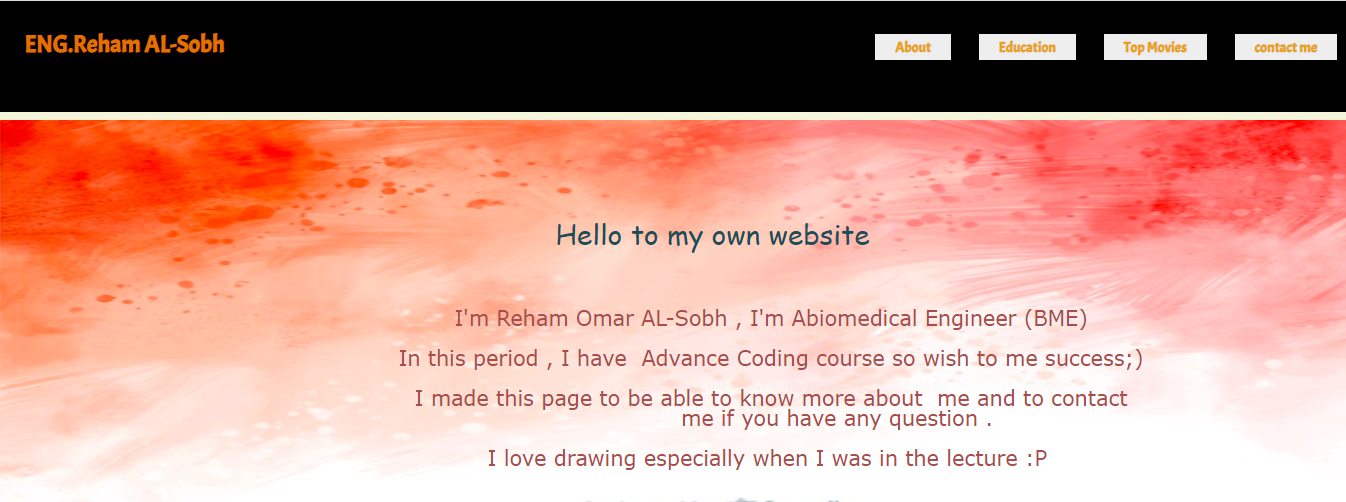 ENG.Reham AL-Sobh
About
Education
Top Movies
contact me
Hello to my own website
I'm Reham Omar AL-Sobh , I'm Abiomedical Engineer (BME)
In this period , I have  Advance Coding course so wish to me success;)
I made this page to be able to know more about  me and to contact
me if you have any question .
I love drawing especially when I was in the lecture :P